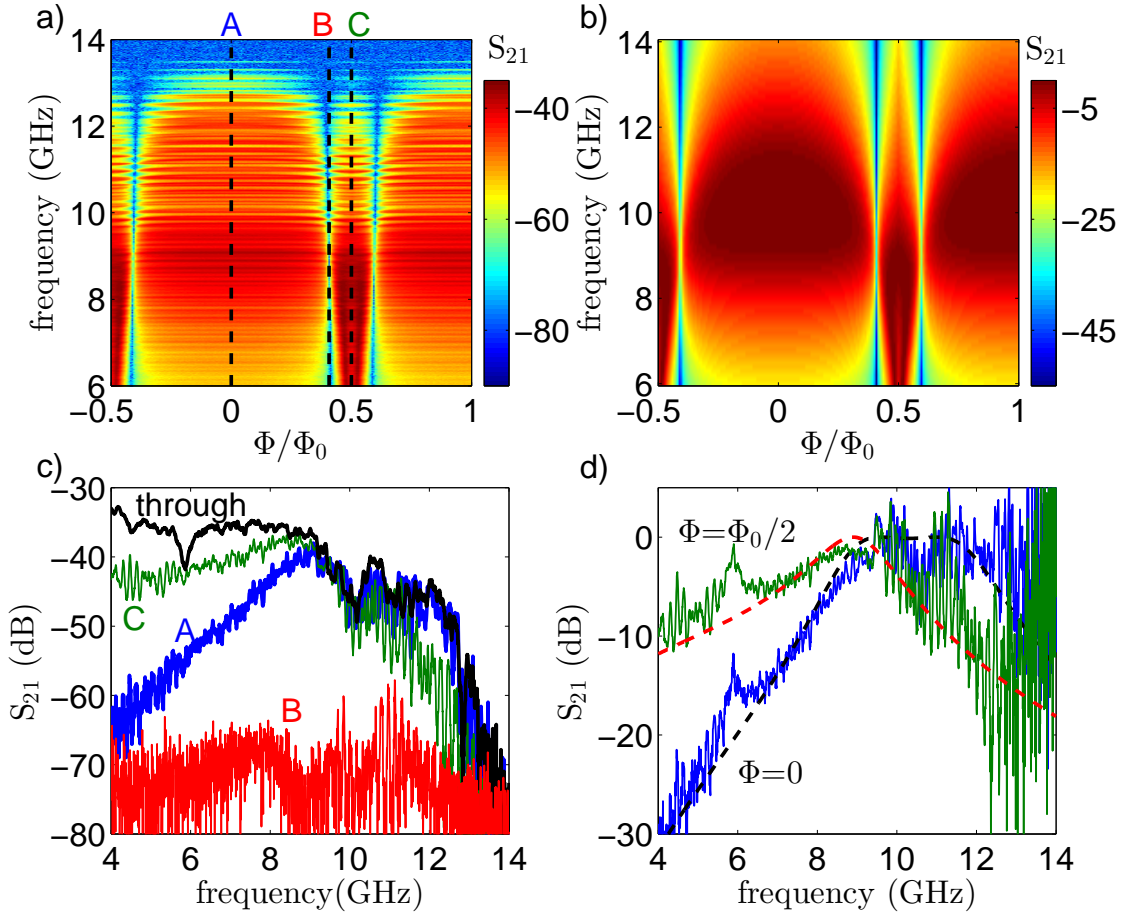 a)
A
B
C
S21
14
12
10
8
6
frequency (GHz)
−0.5
0
0.5
1
Φ/Φ0
−40
−60
−80
b)
S21
14
12
10
8
6
frequency (GHz)
−0.5
0
0.5
1
Φ/Φ0
−5
−25
−45
c)
−30
−40
−50
−60
−70
−80
S21 (dB)
through
C
A
B
4
6
8
10
12
14
frequency(GHz)
d)
0
−10
−20
−30
S21 (dB)
Φ=Φ0/2
Φ=0
4
6
8
10
12
14
frequency (GHz)